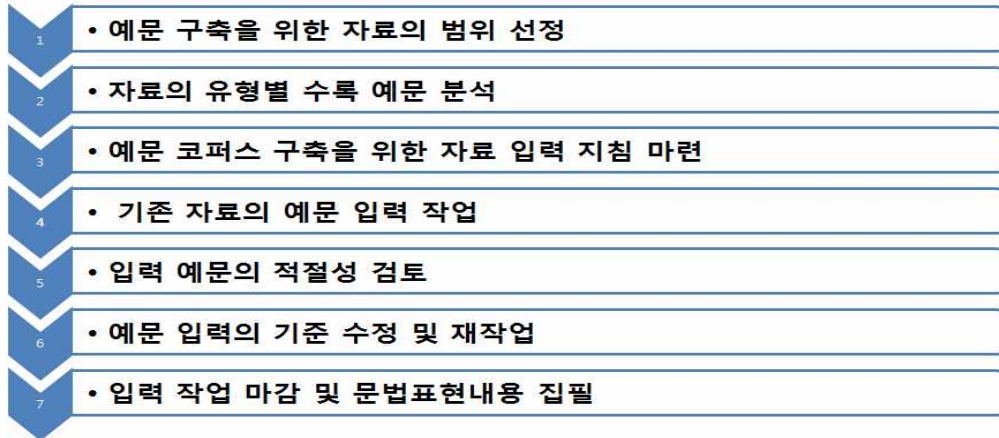 1 • 예문 구축을 위한 자료의 범위 선정
2 • 자료의 유형별 수록 예문 분석
3 • 예문 코퍼스 구축을 위한 자료 입력 지침 마련
4 • 기존 자료의 예문 입력 작업
5 • 입력 예문의 적절성 검토
6 • 예문 입력의 기준 수정 및 재작업
7 • 입력 작업 마감 및 문법표현내용 집필